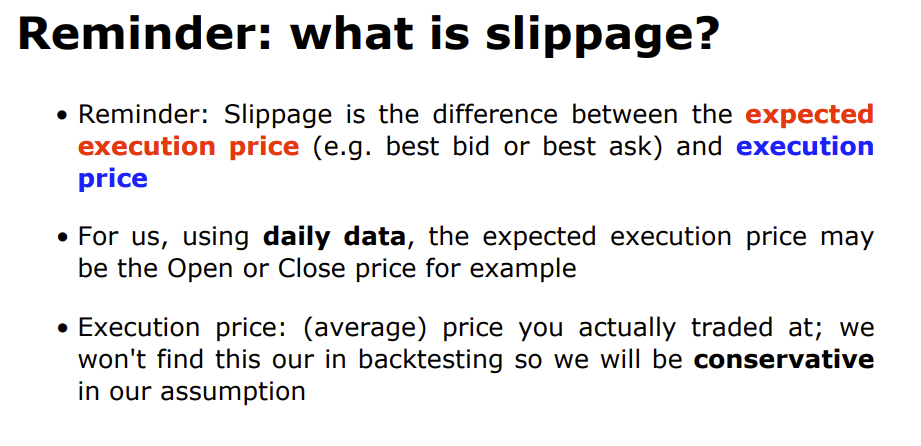 Reminder: what is slippage?
• Reminder: Slippage is the difference between the expected
execution price (e.g. best bid or best ask) and execution
price
• For us, using daily data, the expected execution price may
be the Open or Close price for example
• Execution price: (average) price you actually traded at; we
won't find this our in backtesting so we will be conservative
in our assumption